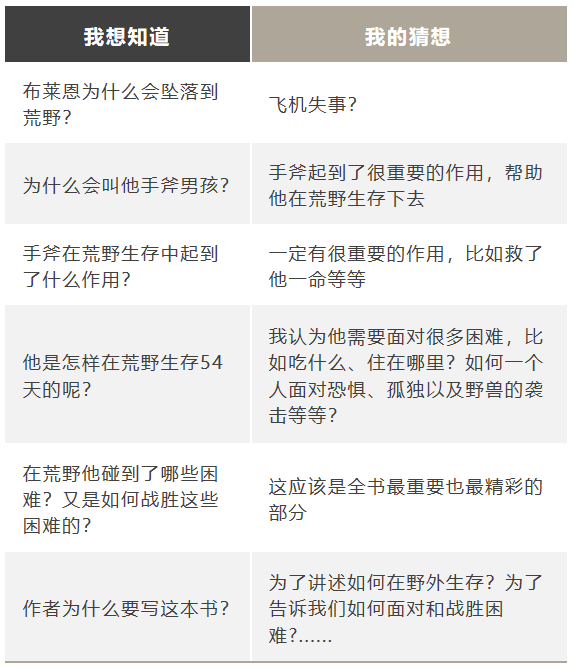 我想知道
我的猜想
布莱恩为什么会坠落到
荒野？
飞机失事？
为什么会叫他手斧男孩？
手斧起到了很重要的作用，帮助
他在荒野生存下去
手斧在荒野生存中起到
了什么作用？
一定有很重要的作用，比如救了
他一命等等
他是怎样在荒野生存54
天的呢？
我认为他需要面对很多困难，比
如吃什么、住在哪里？如何一个
人面对恐惧、孤独以及野兽的袭
击等等？
在荒野他碰到了哪些困
难？又是如何战胜这些
困难的？
这应该是全书最重要也最精彩的
部分
作者为什么要写这本书？
为了讲述如何在野外生存？为了
告诉我们如何面对和战胜困
难?......